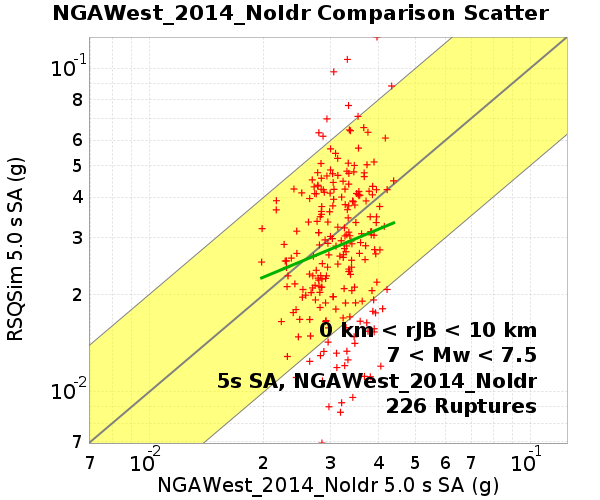 NGAWest_2014_NoIdr Comparison Scatter
RSQSim 5.0 s SA (g)
10-1
8
6
5
4
3
2
10-2
7
0 km < rJB < 10 km
7 < Mw < 7.5
5s SA, NGAWest_2014_NoIdr
226 Ruptures
7 10-2 2 3 4 5 6 7 10-1
NGAWest_2014_NoIdr 5.0 s SA (g)